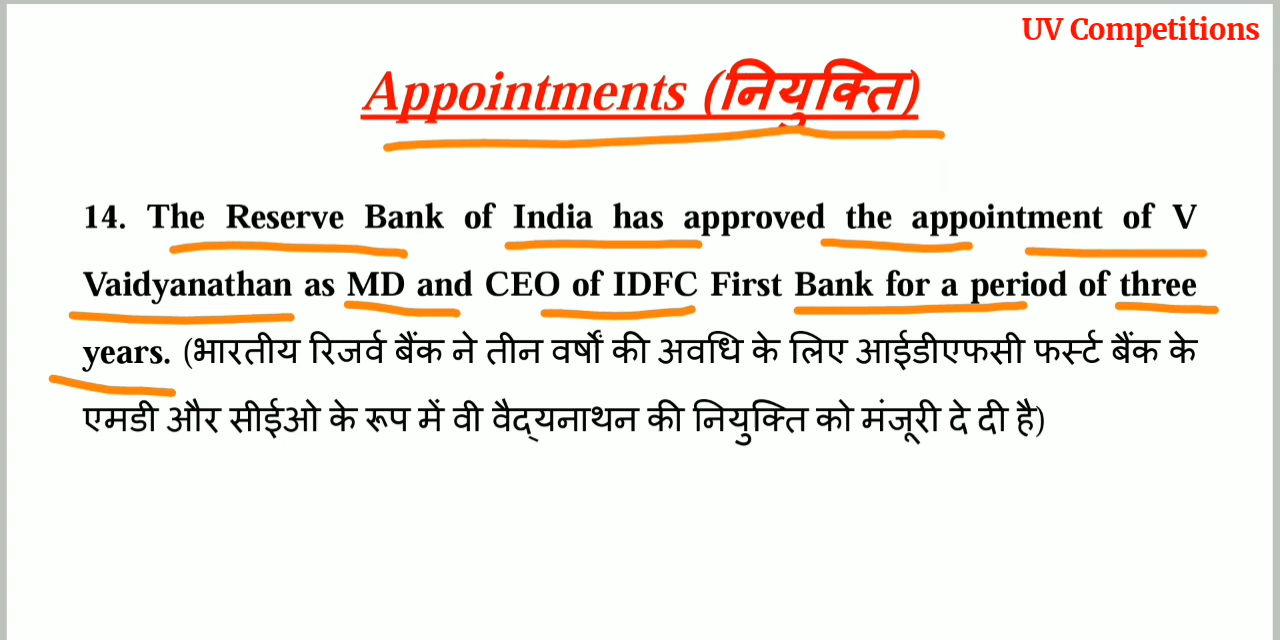 UV Competitions
Appointments (नियुक्ति)
14. The Reserve Bank of India has approved the appointment of V
Vaidyanathan as MD and CEO of IDFC First Bank for a period of three
years. (भारतीय रिजर्व बैंक ने तीन वर्षों की अवधि के लिए आईडीएफसी फर्स्ट बैंक के
एमडी और सीईओ के रूप में वी वैद्यनाथन की नियुक्ति को मंजूरी दे दी है)